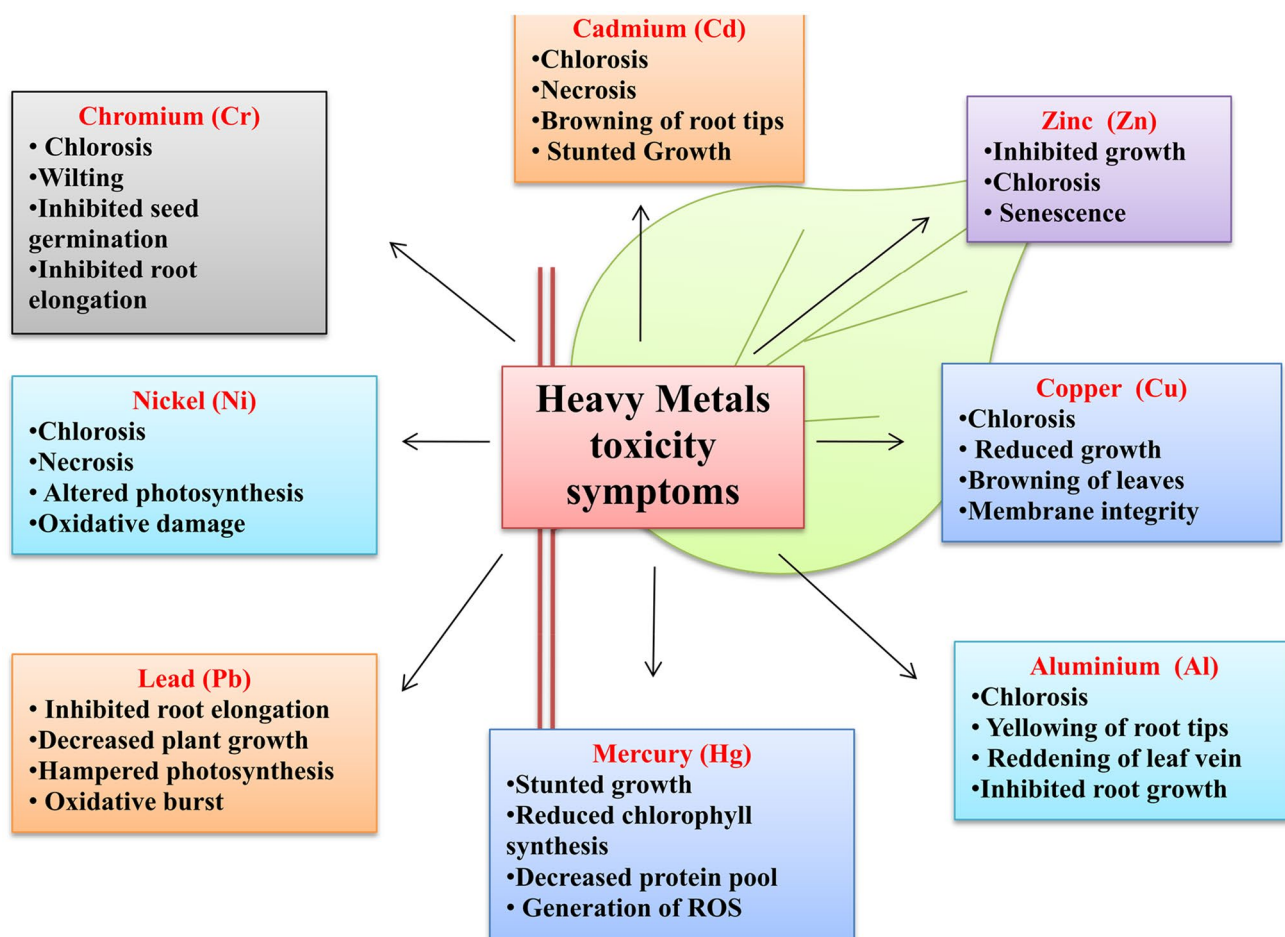 Cadmium (Cd)
•Chlorosis
•Necrosis
•Browning of root tips
• Stunted Growth
Chromium (Cr)
• Chlorosis
•Wilting
•Inhibited seed
germination
•Inhibited root
elongation
Zinc (Zn)
•Inhibited growth
•Chlorosis
• Senescence
Heavy Metals
toxicity
symptoms
Nickel (Ni)
•Chlorosis
•Necrosis
• Altered photosynthesis
•Oxidative damage
Copper (Cu)
•Chlorosis
• Reduced growth
•Browning of leaves
•Membrane integrity
Lead (Pb)
• Inhibited root elongation
•Decreased plant growth
•Hampered photosynthesis
• Oxidative burst
Mercury (Hg)
•Stunted growth
•Reduced chlorophyll
synthesis
•Decreased protein pool
• Generation of ROS
Aluminium (Al)
•Chlorosis
• Yellowing of root tips
• Reddening of leaf vein
•Inhibited root growth